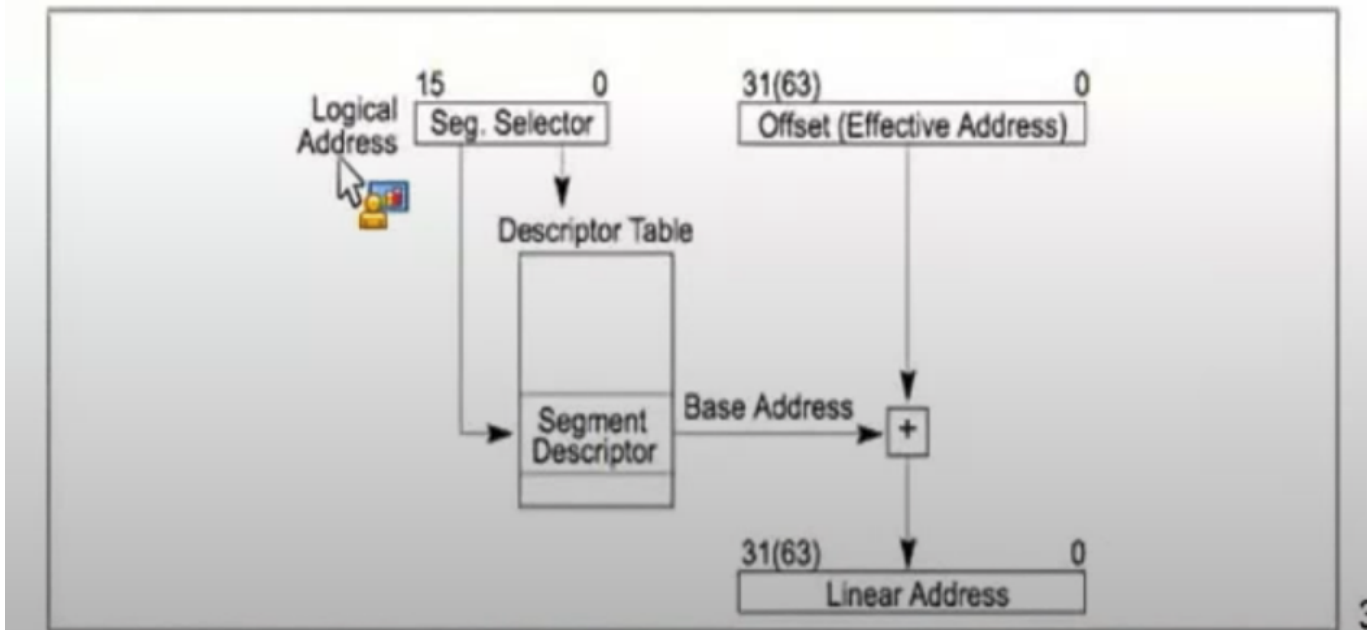 15 0
31(63) 0
Logical
Address
Seg. Selector
Offset (Effective Address)
Descriptor Table
Segment
Descriptor
Base Address
+
31(63) 0
Linear Address
3